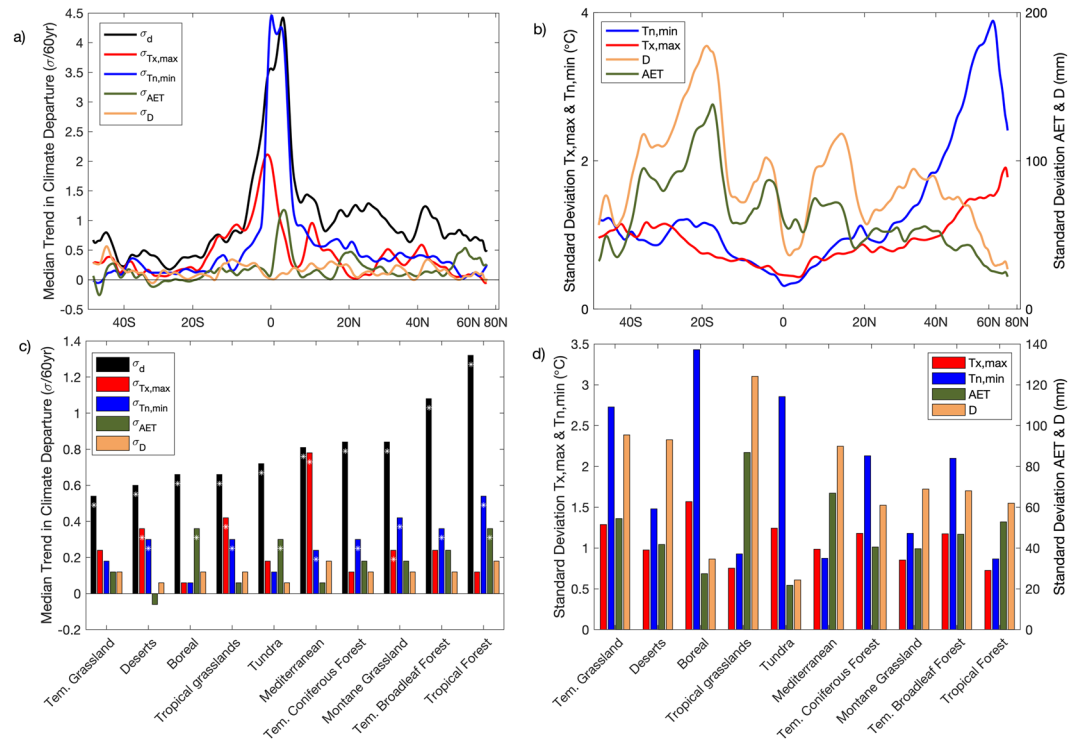 a)
Median Trend in Climate Departure (σ/60yr)
4.5
4
3.5
3
2.5
2
1.5
1
0.5
0
-0.5
σd
σTx,max
σTn,min
σAET
σD
40S
20S
0
20N
40N
60N
80N
b)
Standard Deviation Tx,max & Tn,min (°C)
4
2
0
Tn,min
Tx,max
D
AET
200
100
0
Standard Deviation AET & D (mm)
40S
20S
0
20N
40N
60N
80N
c)
Median Trend in Climate Departure (σ/60yr)
1.4
1.2
1
0.8
0.6
0.4
0.2
0
-0.2
σd
σTx,max
σTn,min
σAET
σD
Tem. Grassland
Deserts
Boreal
Tropical grasslands
Tundra
Mediterranean
Tem. Coniferous Forest
Montane Grassland
Tem. Broadleaf Forest
Tropical Forest
d)
Standard Deviation Tx,max & Tn,min (°C)
3.5
3
2.5
2
1.5
1
0.5
0
Tx,max
Tn,min
AET
D
140
120
100
80
60
40
20
0
Standard Deviation AET & D (mm)
Tem. Grassland
Deserts
Boreal
Tropical grasslands
Tundra
Mediterranean
Tem. Coniferous Forest
Montane Grassland
Tem. Broadleaf Forest
Tropical Forest